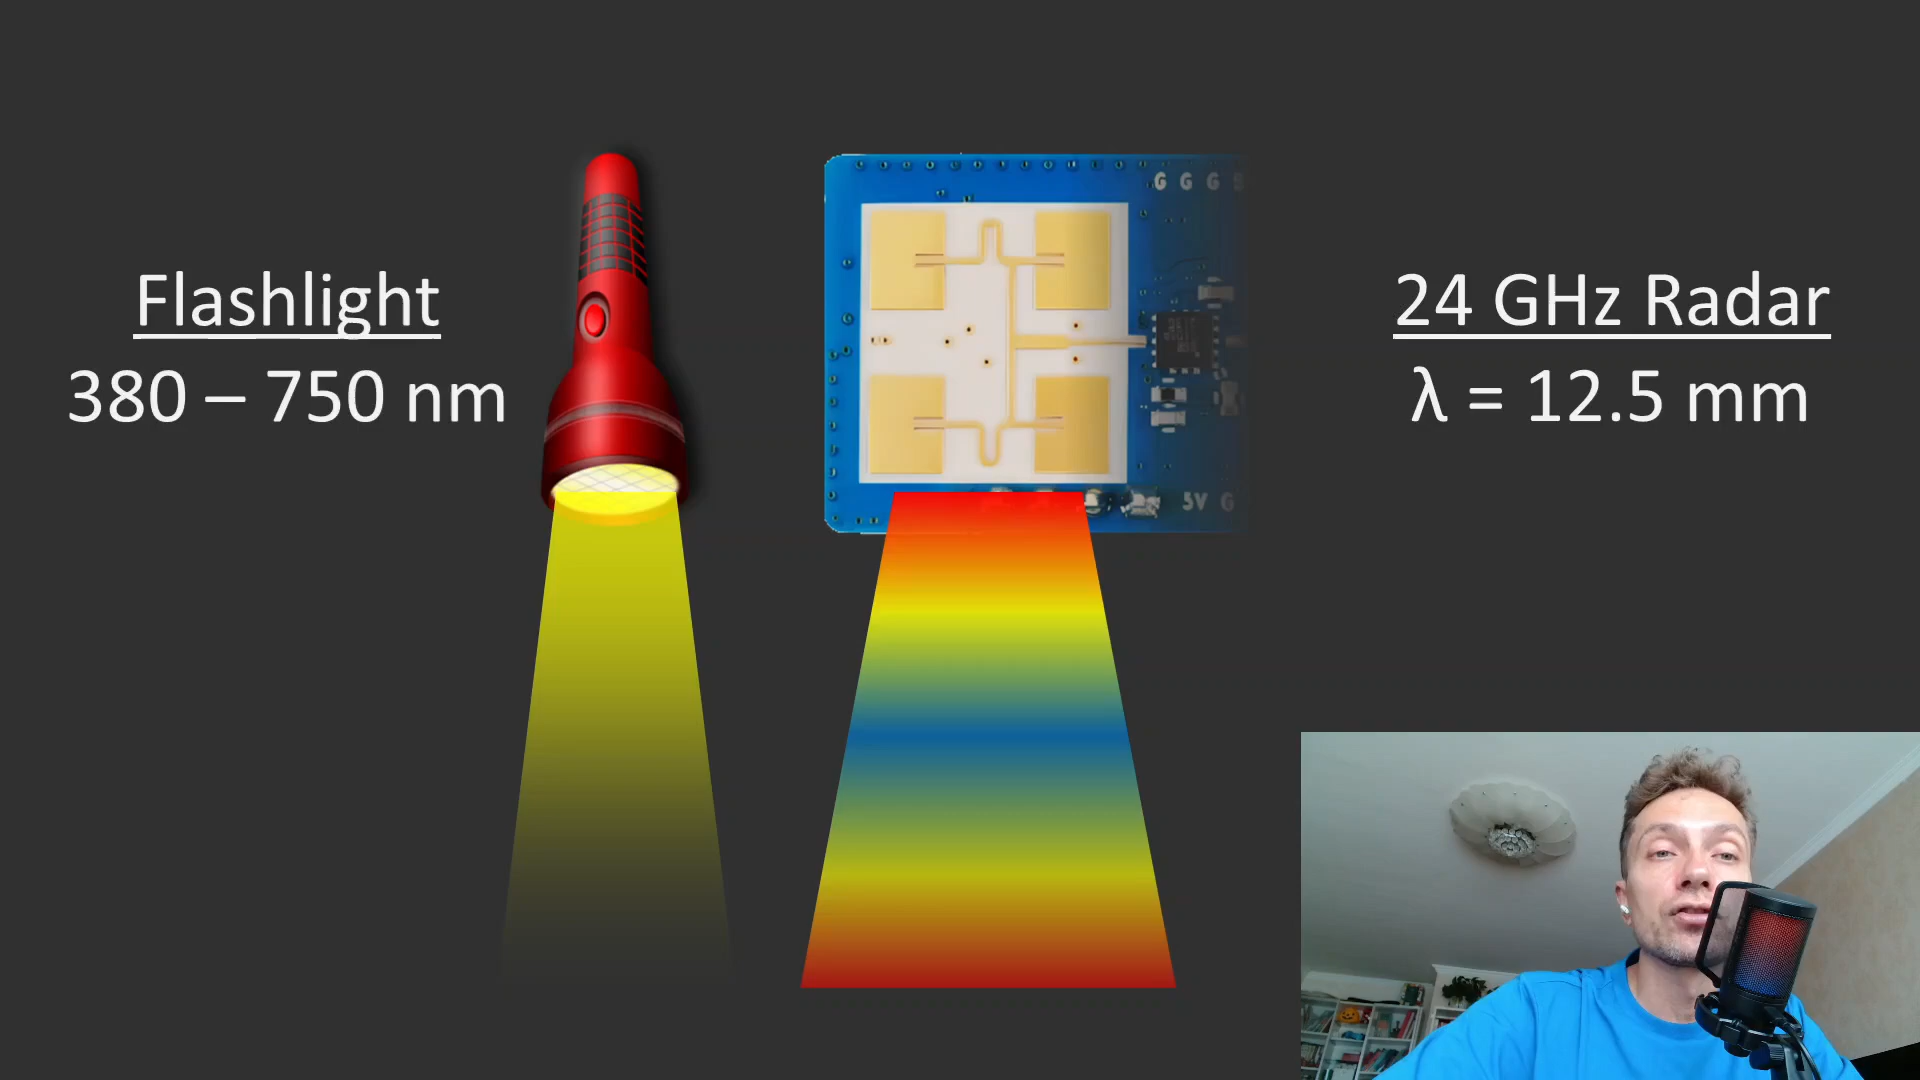 Flashlight
380 – 750 nm
G G G
5V G
24 GHz Radar
λ = 12.5 mm